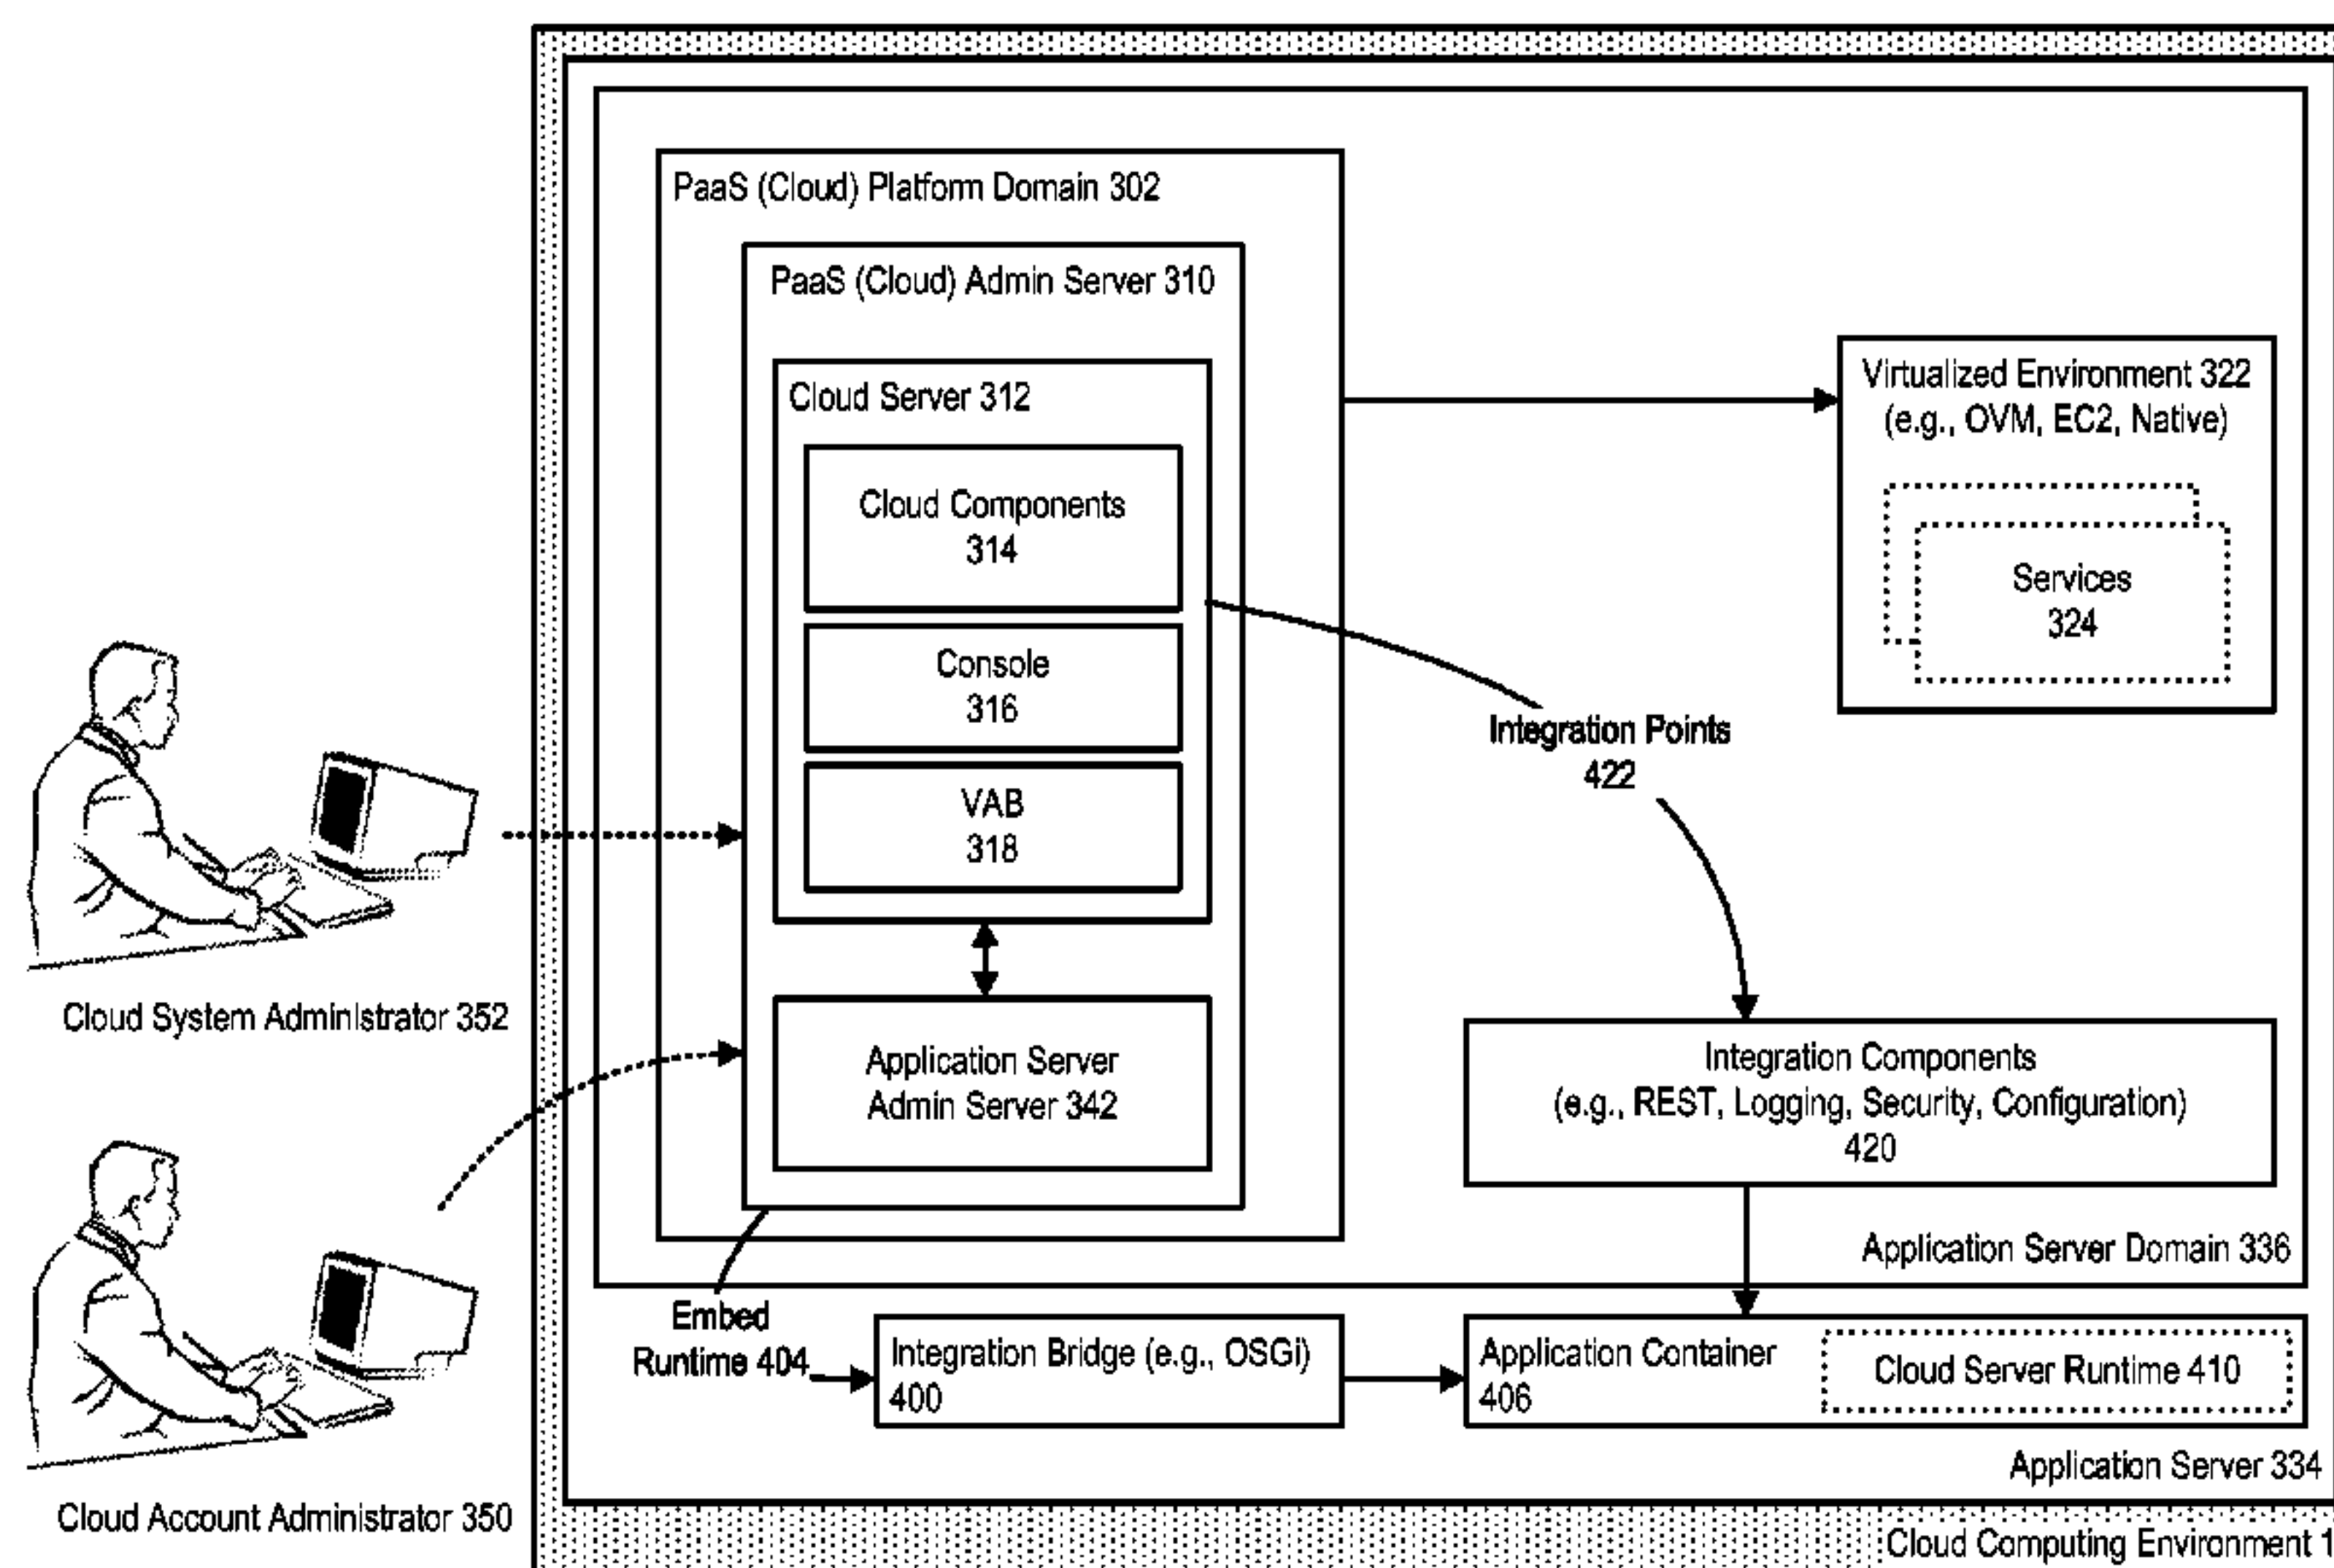 PaaS (Cloud) Platform Domain 302
PaaS (Cloud) Admin Server 310
Cloud Server 312
Cloud Components
314
Console
316
VAB
318
Application Server
Admin Server 342
Virtualized Environment 322
(e.g., OVM, EC2, Native)
Services
324
Integration Points
422
Cloud System Administrator 352
Integration Components
(e.g., REST, Logging, Security, Configuration)
420
Application Server Domain 336
Embed
Runtime 404
Integration Bridge (e.g., OSGi)
400
Application Container
406
Cloud Server Runtime 410
Application Server 334
Cloud Account Administrator 350
Cloud Computing Environment 1